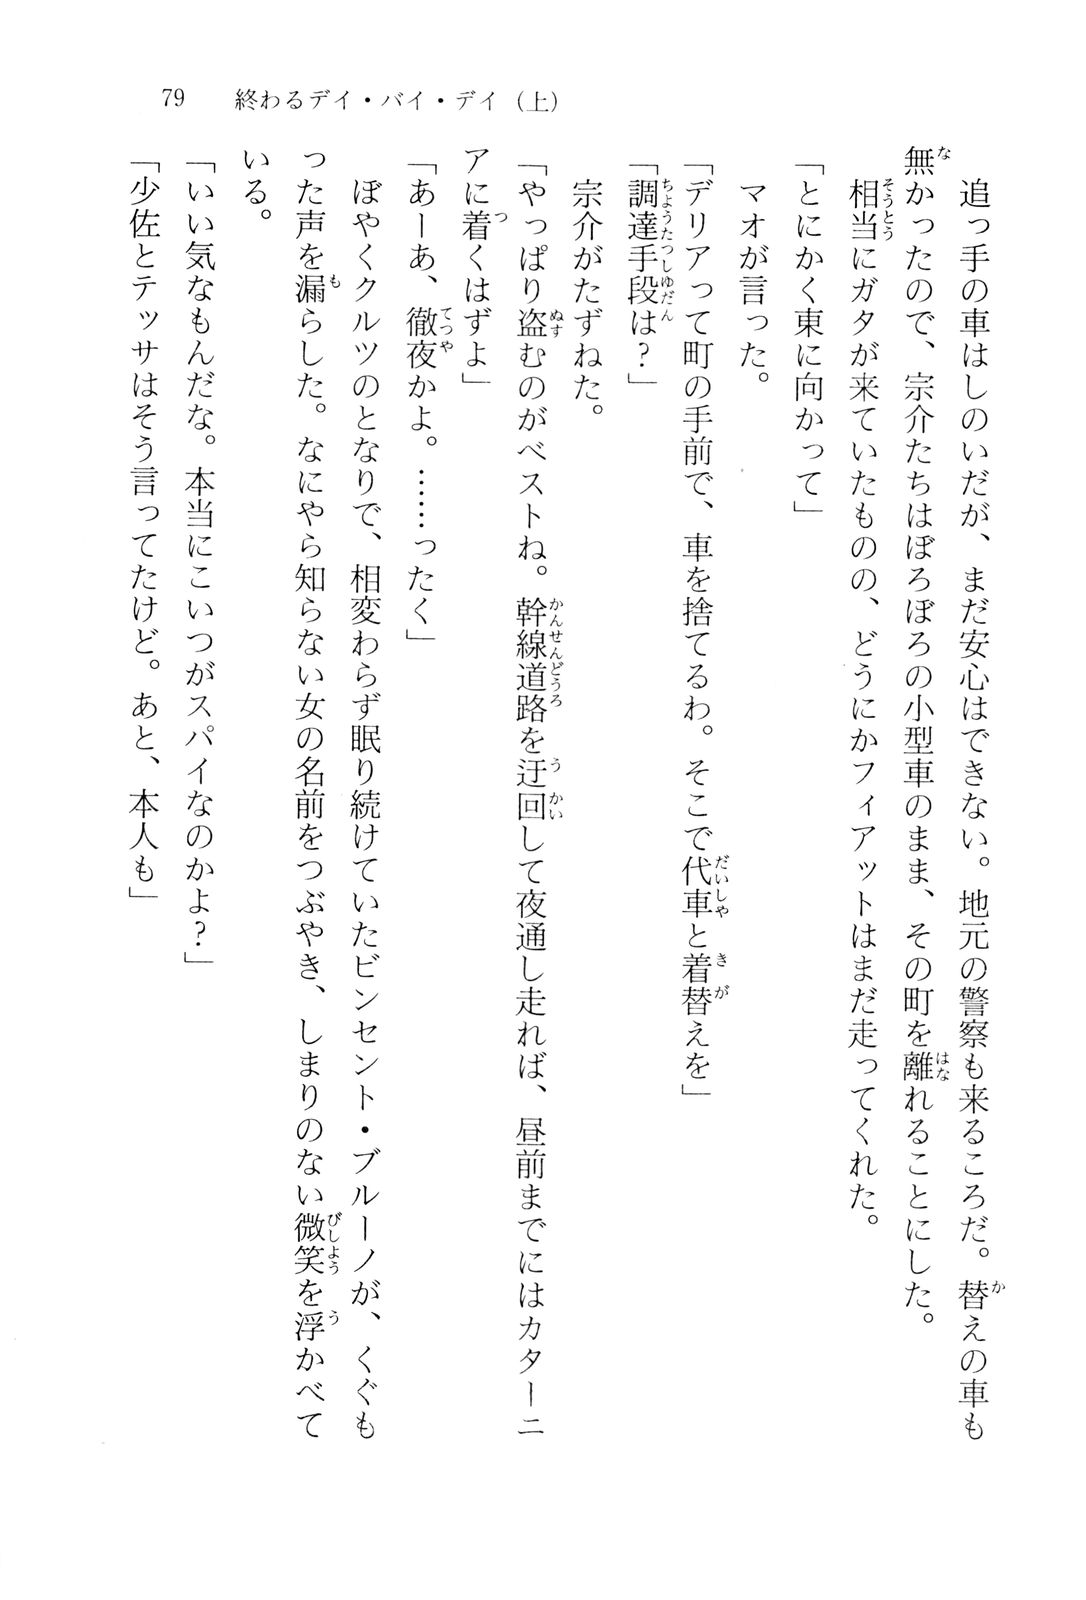 79 終わるデイ・バイ・デイ（上）
追っ手の車はしのいだが、まだ安心はできない。地元の警察も来るころだ。替えの車も
無かったので、宗介たちはぼろぼろの小型車のまま、その町を離れることにした。
相当にガタが来ていたものの、どうにかフィアットはまだ走ってくれた。
「とにかく東に向かって」
マオが言った。
「デリアって町の手前で、車を捨てるわ。そこで代車と着替えを」
「調達手段は？」
宗介がたずねた。
「やっぱり盗むのがベストね。幹線道路を迂回して夜通し走れば、昼前までにはカターニ
アに着くはずよ」
「あーあ、徹夜かよ。……ったく」
ぼやくクルツのとなりで、相変わらず眠り続けていたビンセント・ブルーノが、くぐも
った声を漏らした。なにやら知らない女の名前をつぶやき、しまりのない微笑を浮かべて
いる。
「いい気なもんだな。本当にこいつがスパイなのかよ？」
「少佐とテッサはそう言ってたけど。あと、本人も」